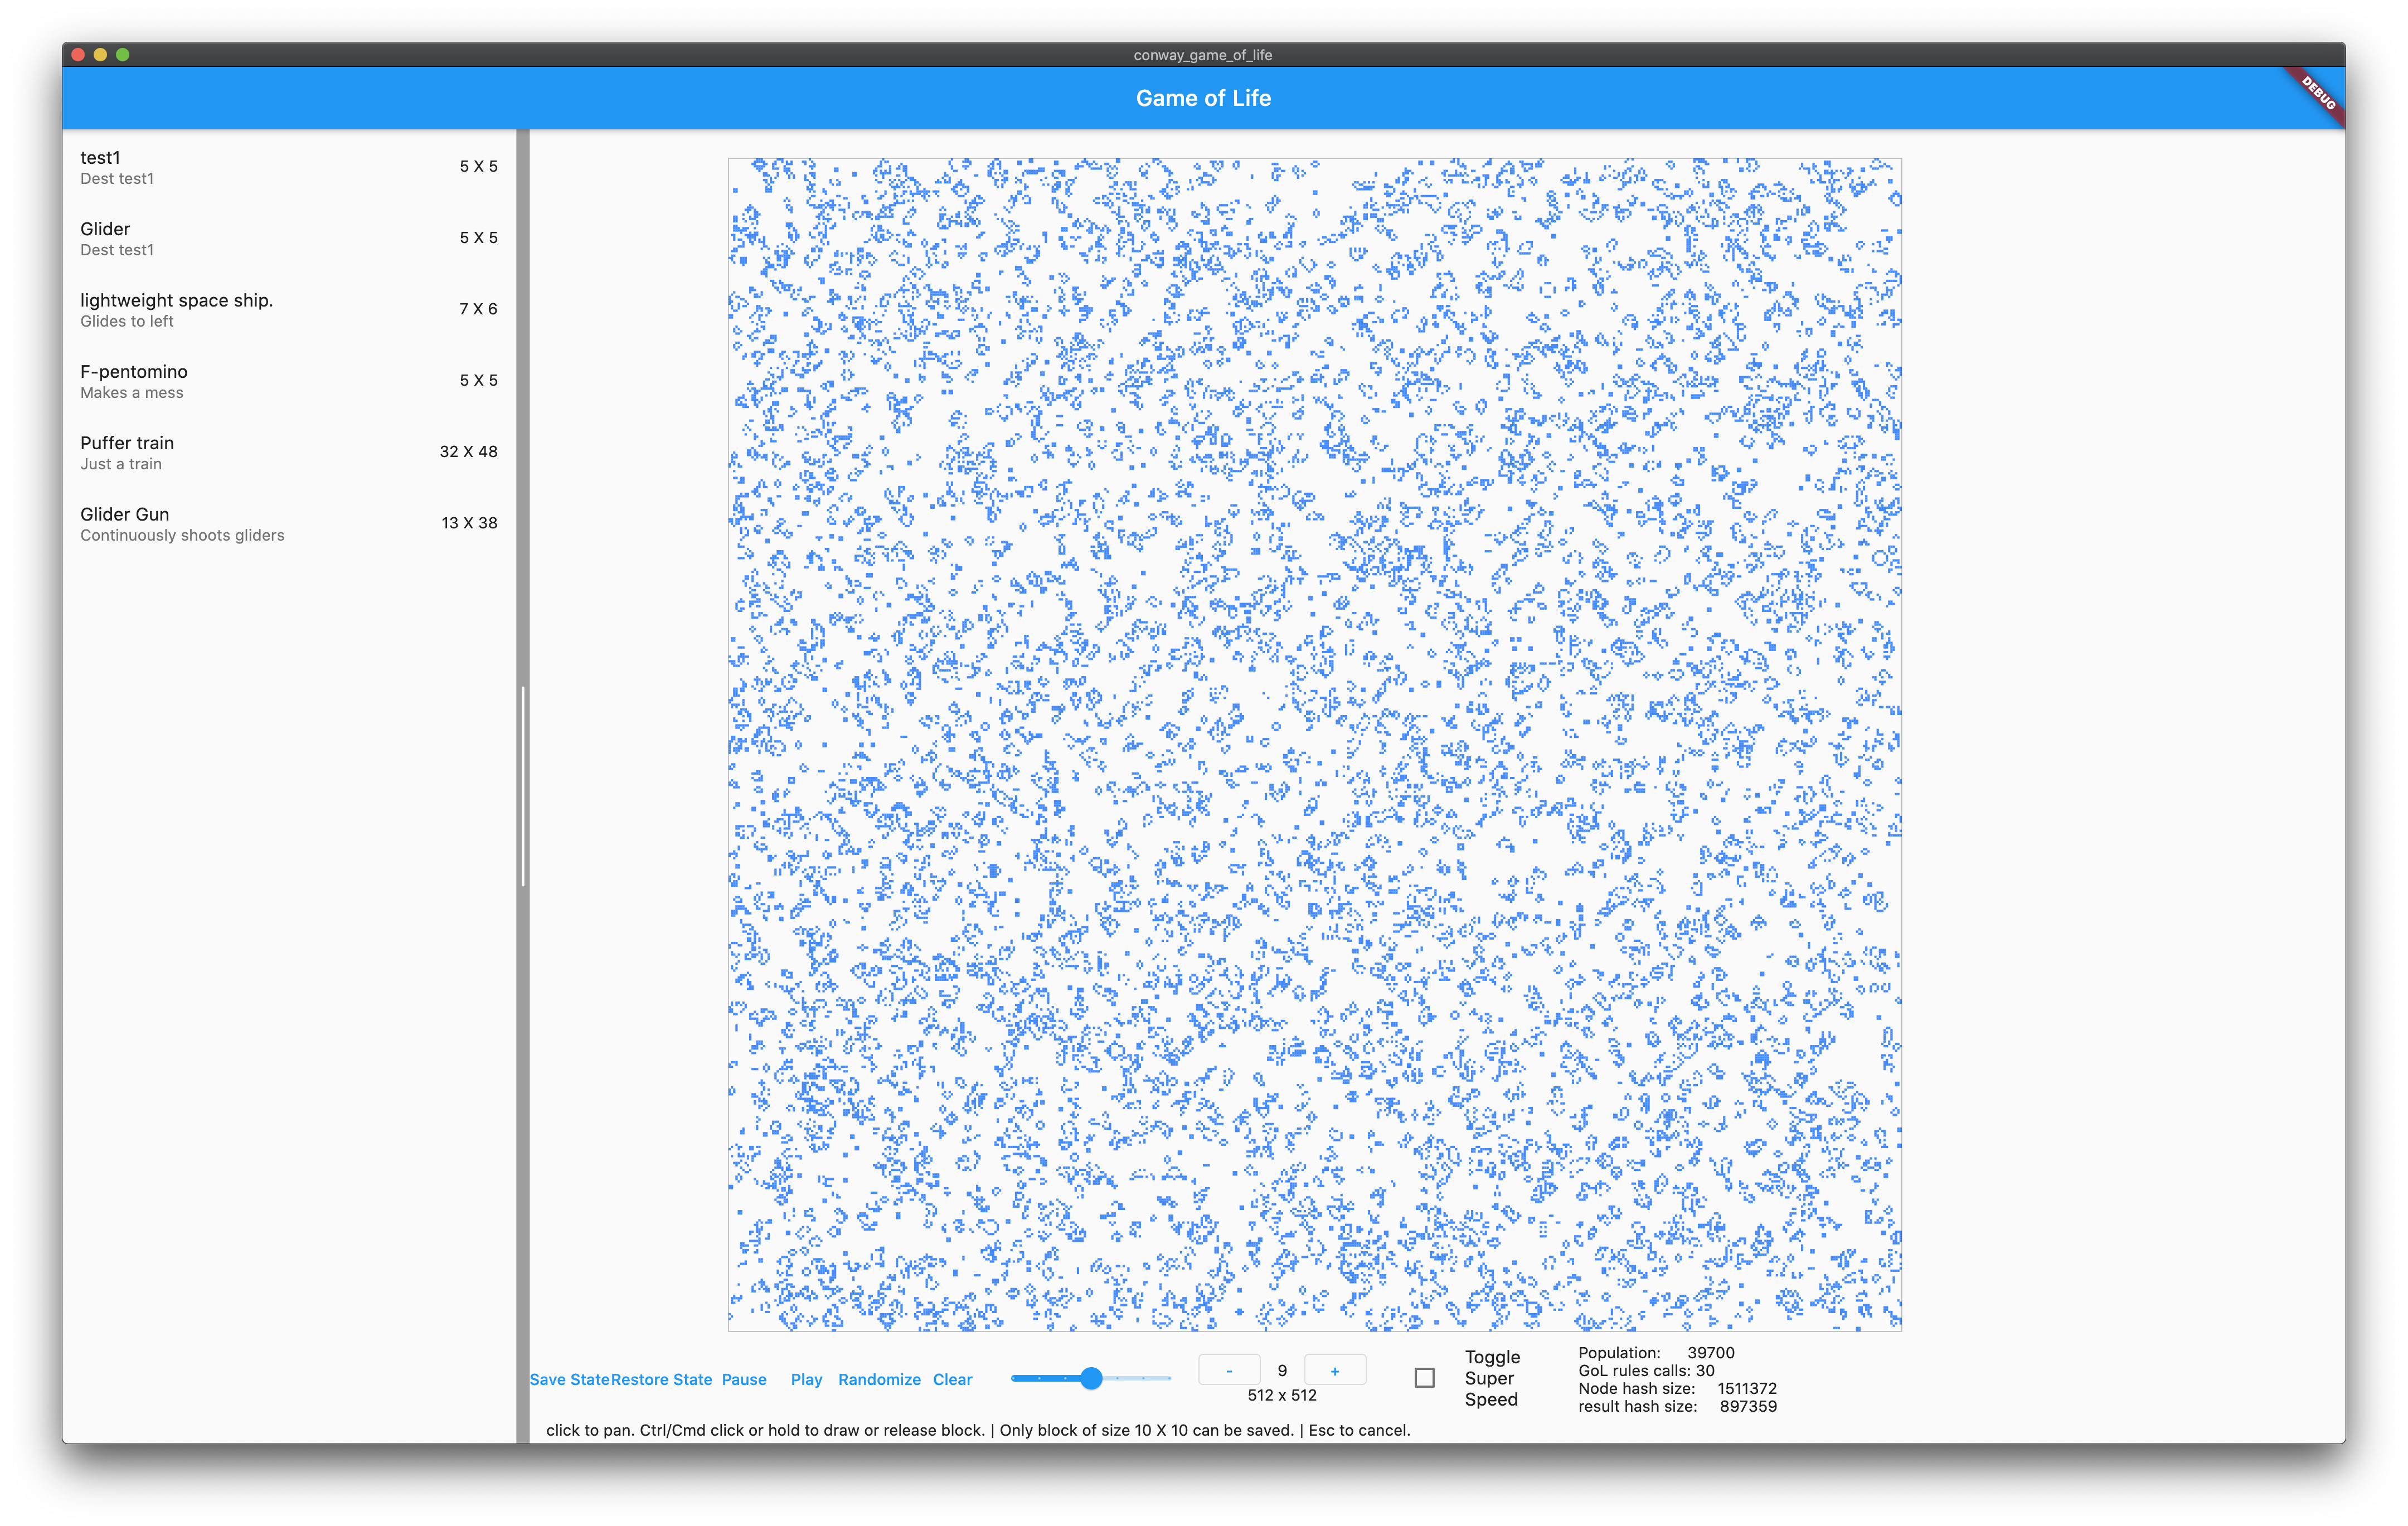 conway_game_of_life
Game of Life
DEBUG
test1
Dest test1
5 X 5
Glider
Dest test1
5 X 5
lightweight space ship.
Glides to left
7 X 6
F-pentomino
Makes a mess
5 X 5
Puffer train
Just a train
32 X 48
Glider Gun
Continuously shoots gliders
13 X 38
Save State Restore State Pause Play Randomize Clear
- 9 +
512 x 512
Toggle
Super
Speed
Population: 39700
GoL rules calls: 30
Node hash size: 1511372
result hash size: 897359
click to pan. Ctrl/Cmd click or hold to draw or release block. | Only block of size 10 X 10 can be saved. | Esc to cancel.